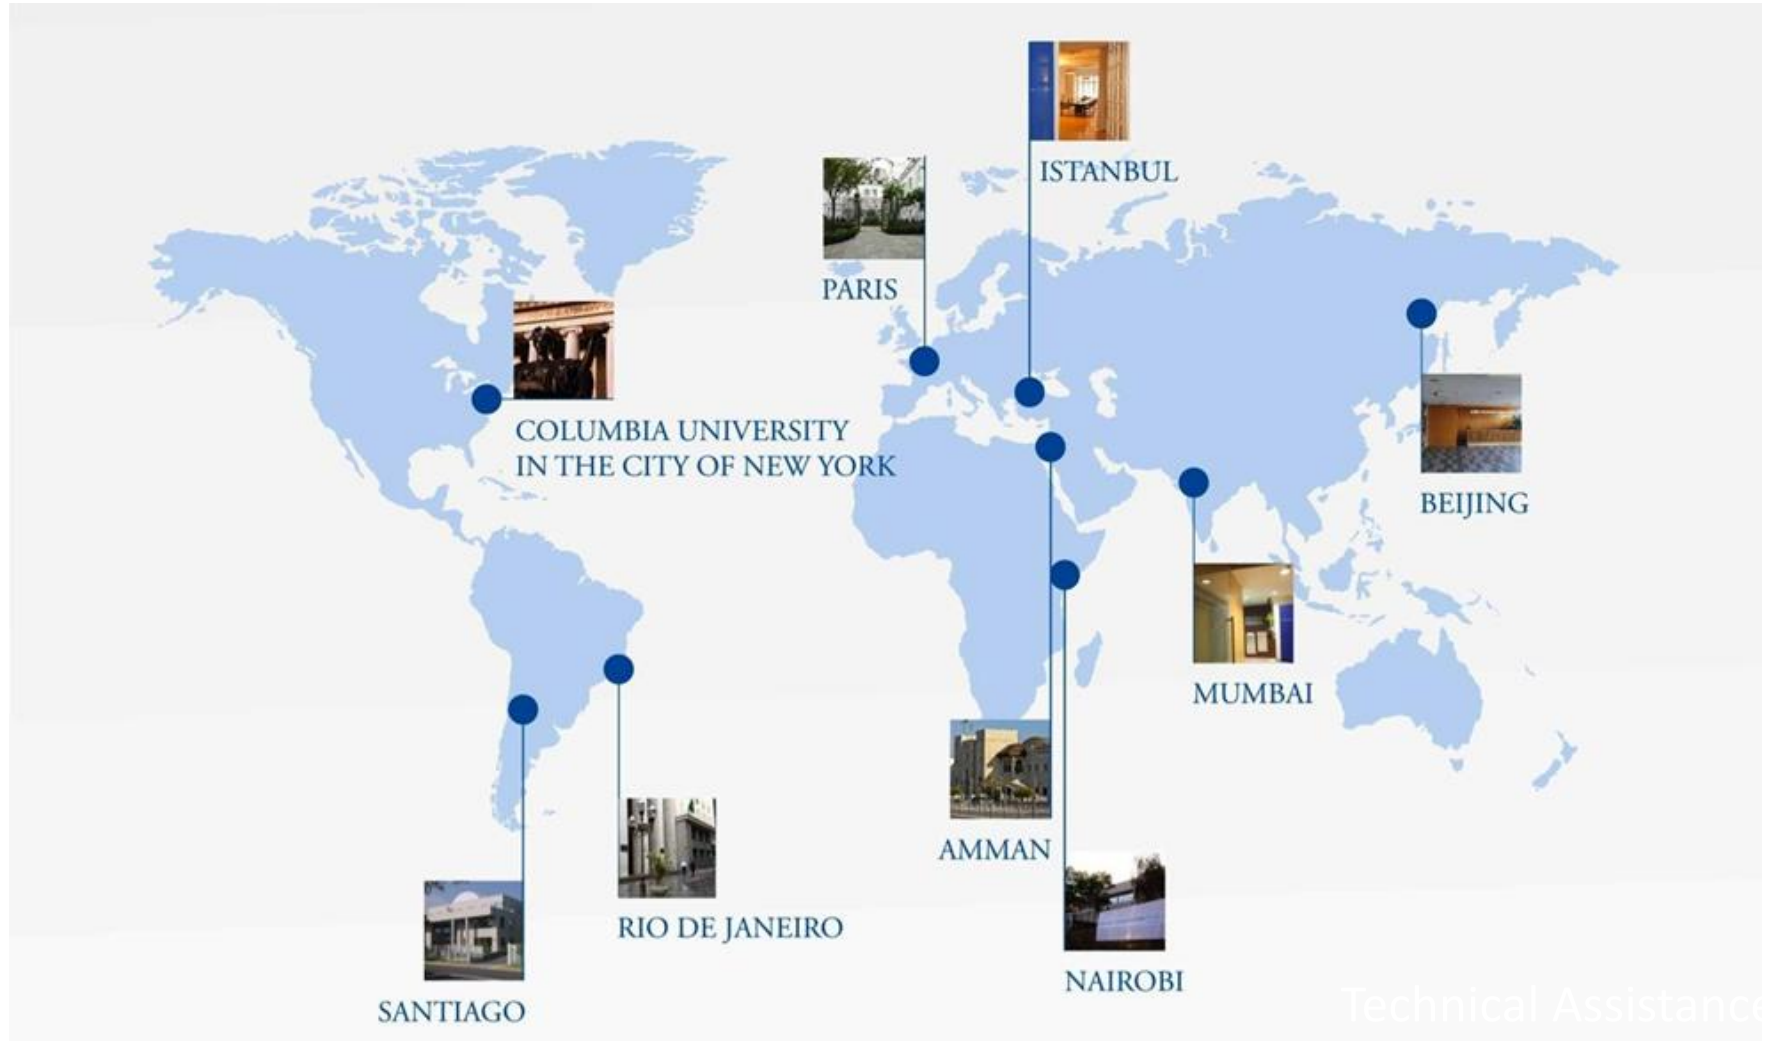 ISTANBUL
PARIS
COLUMBIA UNIVERSITY
IN THE CITY OF NEW YORK
BEIJING
MUMBAI
AMMAN
RIO DE JANEIRO
NAIROBI
SANTIAGO
Technical Assistance